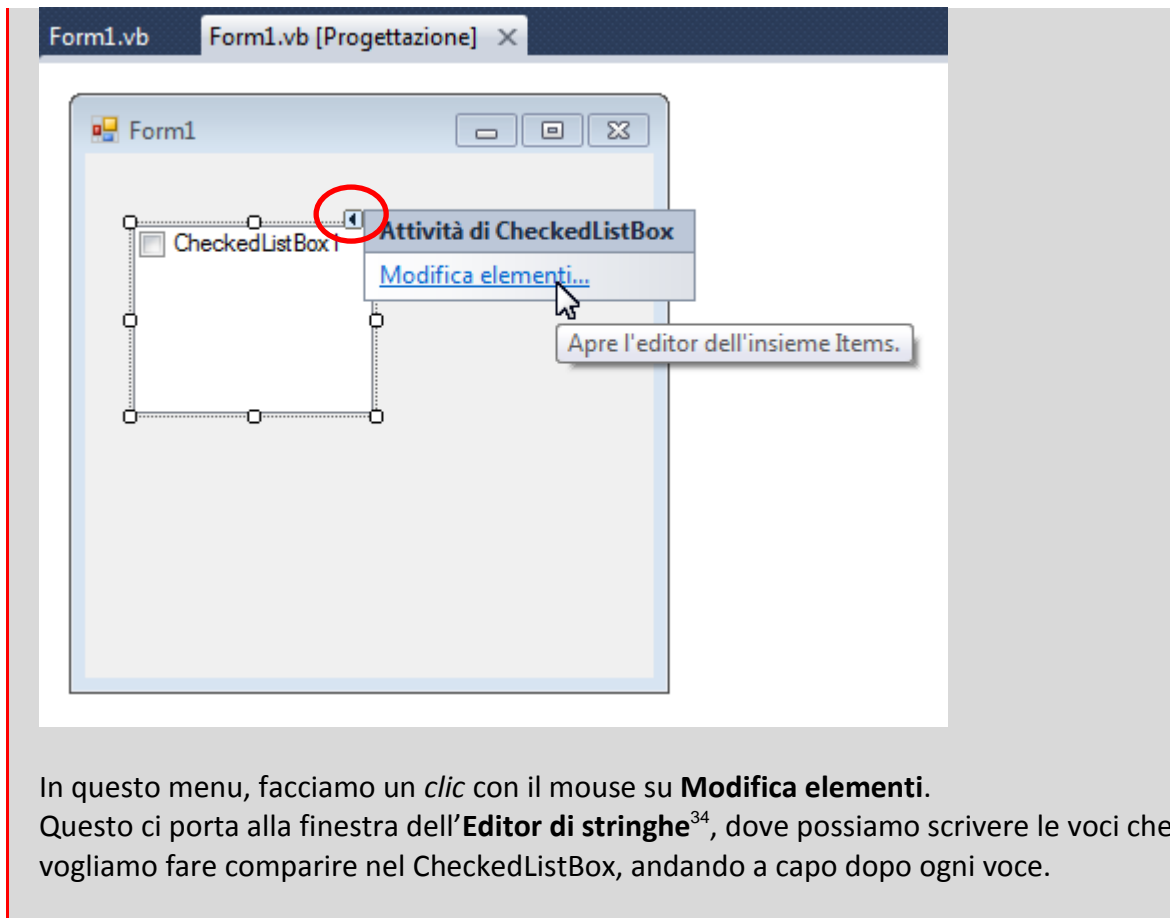 Form1.vb Form1.vb [Progettazione]
Form1
CheckedListBox1
Attività di CheckedListBox
Modifica elementi...
Apre l'editor dell'insieme Items.
In questo menu, facciamo un clic con il mouse su Modifica elementi.
Questo ci porta alla finestra dell’Editor di stringhe34, dove possiamo scrivere le voci che
vogliamo fare comparire nel CheckedListBox, andando a capo dopo ogni voce.